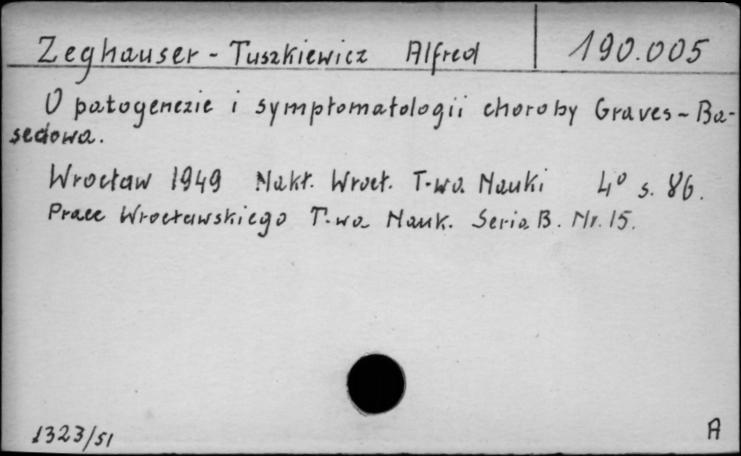 Zeghauser - Tuszkiewicz Alfred 190.005
O patogenezie i symptomatologii choroby Graves - Ba-
sedowa.
Wrocław 1949 Nakł. Wrocł. T-wa Nauki 4° s. 86.
Prace Wrocławskiego T-wa Nauk. Seria B. Nr. 15.
1323/51 A